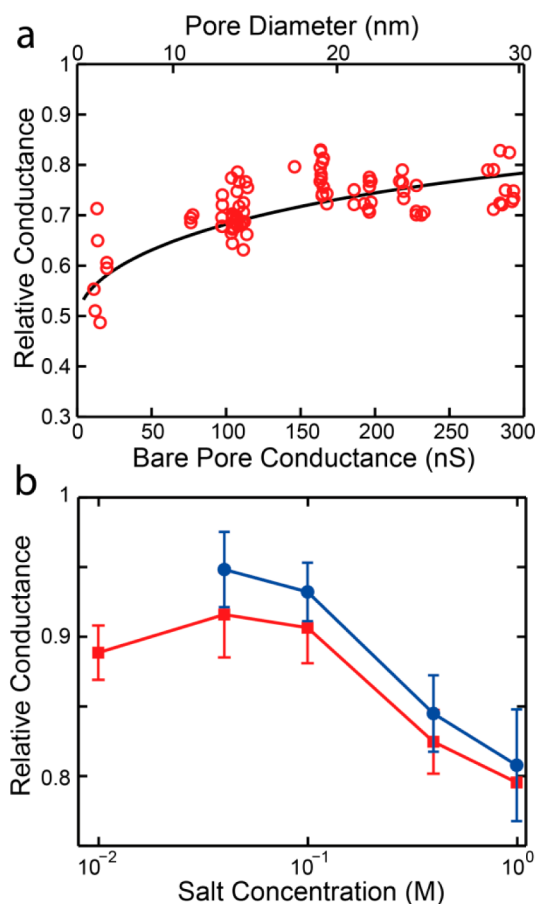 a
Pore Diameter (nm)
0 10 20 30
Relative Conductance
1
0.9
0.8
0.7
0.6
0.5
0.4
0.3
0 50 100 150 200 250 300
Bare Pore Conductance (nS)
b
Relative Conductance
1
0.9
0.8
10⁻² 10⁻¹ 10⁰
Salt Concentration (M)